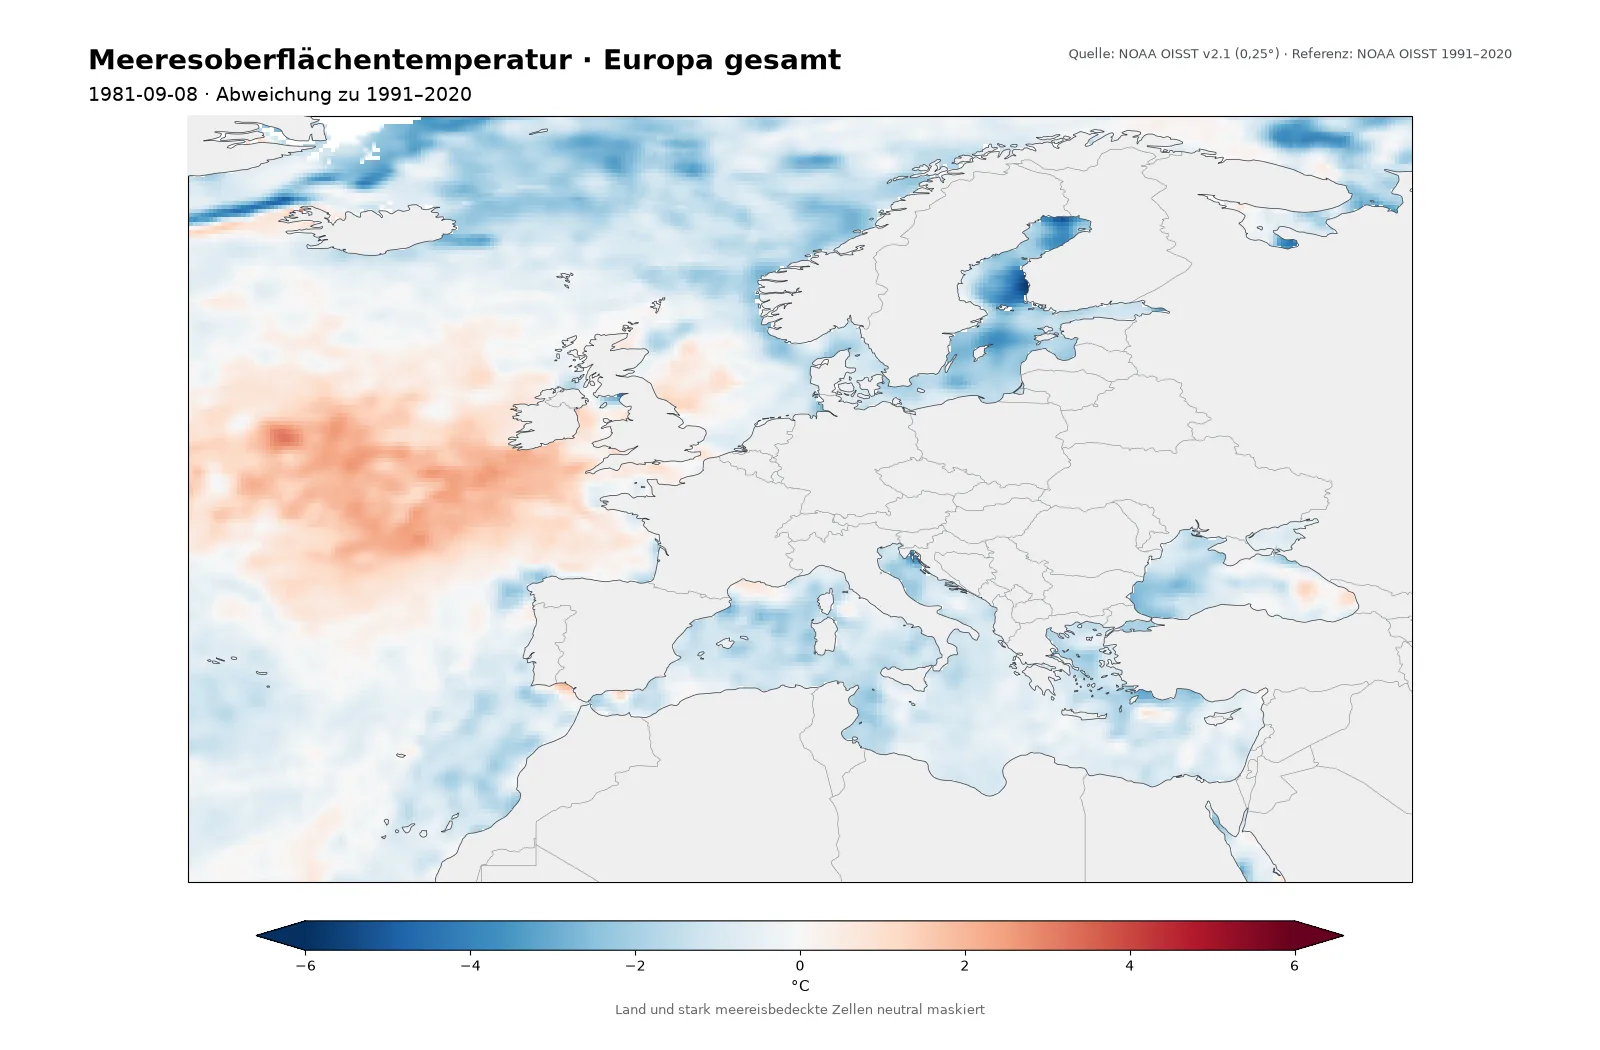 Meeresoberflächentemperatur · Europa gesamt
Quelle: NOAA OISST v2.1 (0,25°) · Referenz: NOAA OISST 1991–2020
1981-09-08 · Abweichung zu 1991–2020
−6 −4 −2 0 2 4 6
°C
Land und stark meereisbedeckte Zellen neutral maskiert